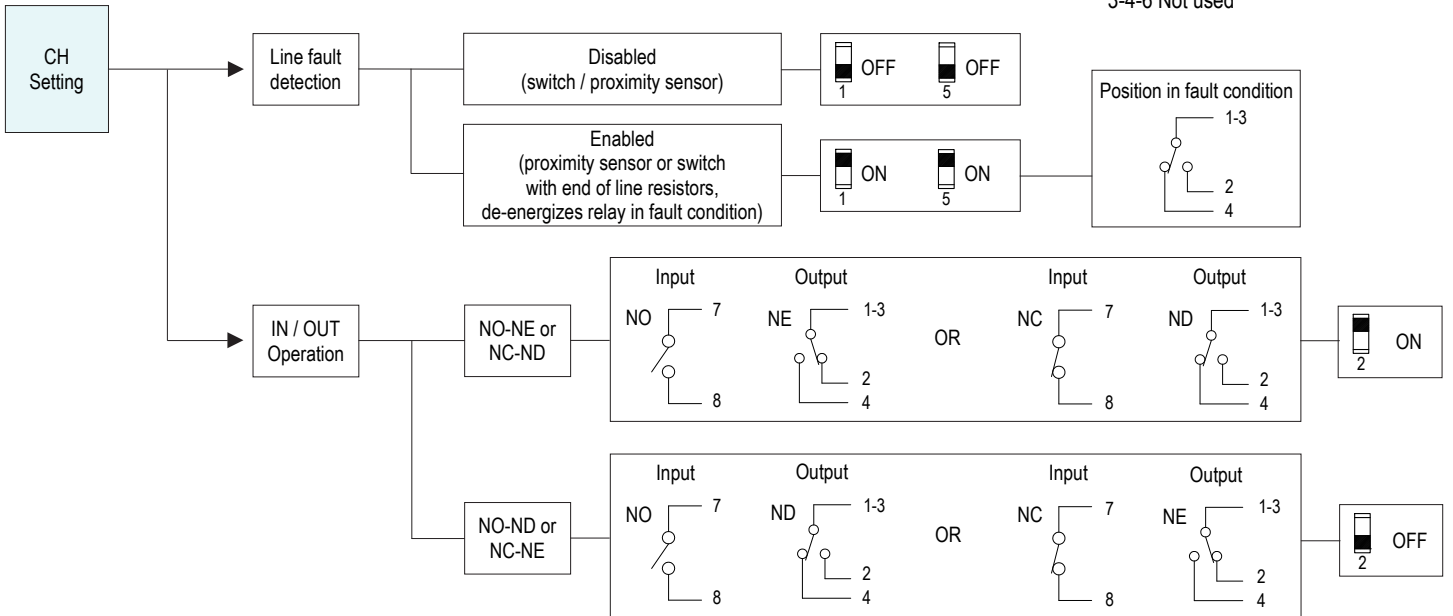 3-4-6 Not used
CH
Setting
Line fault
detection
Disabled
(switch / proximity sensor)
OFF
OFF
1
5
Enabled
(proximity sensor or switch
with end of line resistors,
de-energizes relay in fault condition)
ON
ON
1
5
Position in fault condition
1-3
2
4
IN / OUT
Operation
NO-NE or
NC-ND
Input
Output
NO
7
8
NE
1-3
2
4
OR
Input
Output
NC
7
8
ND
1-3
2
4
ON
2
NO-ND or
NC-NE
Input
Output
NO
7
8
ND
1-3
2
4
OR
Input
Output
NC
7
8
NE
1-3
2
4
OFF
2